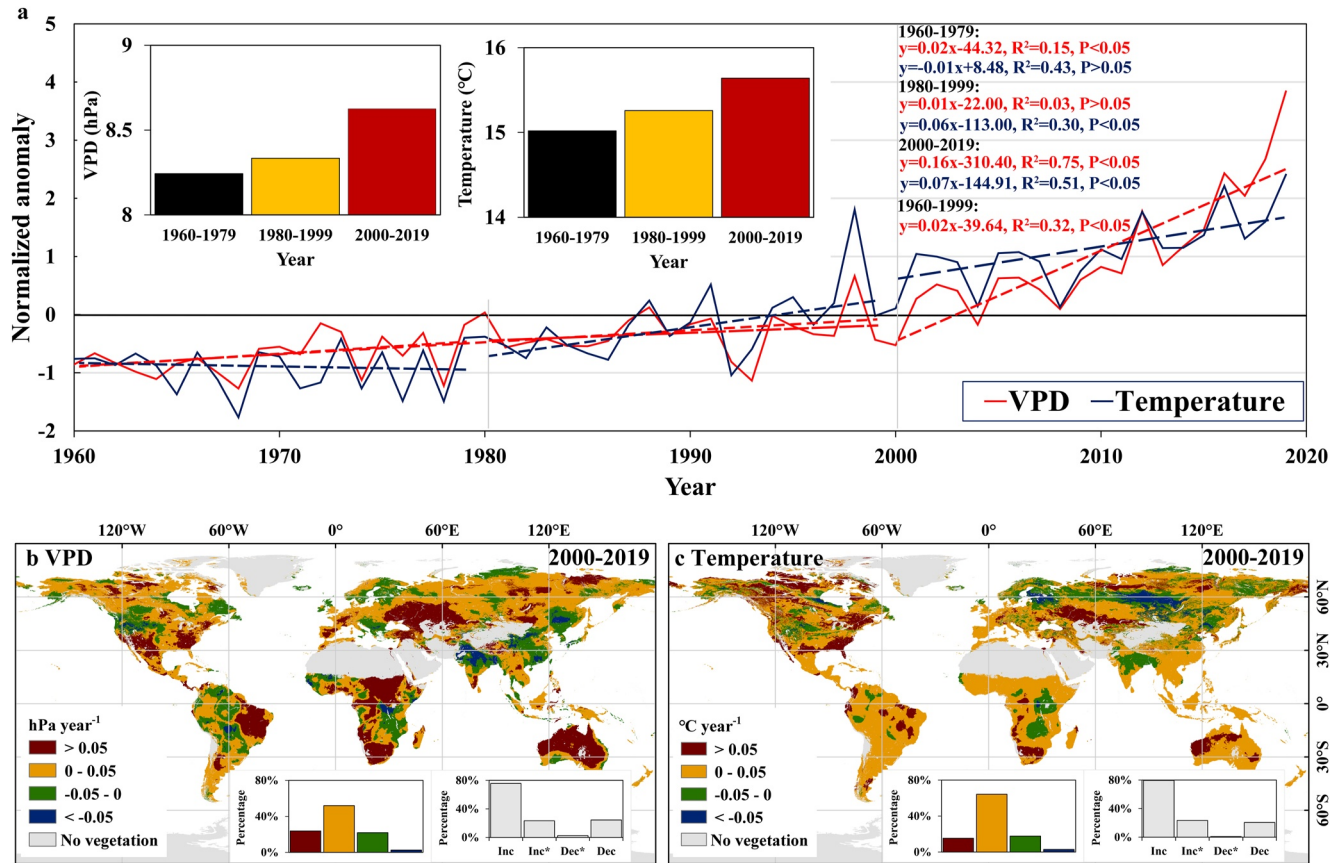 a
Normalized anomaly
5
4
3
2
1
0
-1
-2
1960
1970
1980
1990
2000
2010
2020
Year
VPD (hPa)
9
8.5
8
1960-1979
1980-1999
2000-2019
Year
Temperature (°C)
16
15
14
1960-1979
1980-1999
2000-2019
Year
1960-1979:
y=0.02x-44.32, R²=0.15, P<0.05
y=-0.01x+8.48, R²=0.43, P>0.05
1980-1999:
y=0.01x-22.00, R²=0.03, P>0.05
y=0.06x-113.00, R²=0.30, P<0.05
2000-2019:
y=0.16x-310.40, R²=0.75, P<0.05
y=0.07x-144.91, R²=0.51, P<0.05
1960-1999:
y=0.02x-39.64, R²=0.32, P<0.05
VPD
Temperature
120°W
60°W
0°
60°E
120°E
b VPD
2000-2019
hPa year⁻¹
> 0.05
0 - 0.05
-0.05 - 0
< -0.05
No vegetation
Percentage
80%
40%
0%
Percentage
80%
40%
0%
Inc Inc* Dec* Dec
120°W
60°W
0°
60°E
120°E
c Temperature
2000-2019
°C year⁻¹
> 0.05
0 - 0.05
-0.05 - 0
< -0.05
No vegetation
Percentage
80%
40%
0%
Percentage
80%
40%
0%
Inc Inc* Dec* Dec
60°N
30°N
0°
30°S
60°S